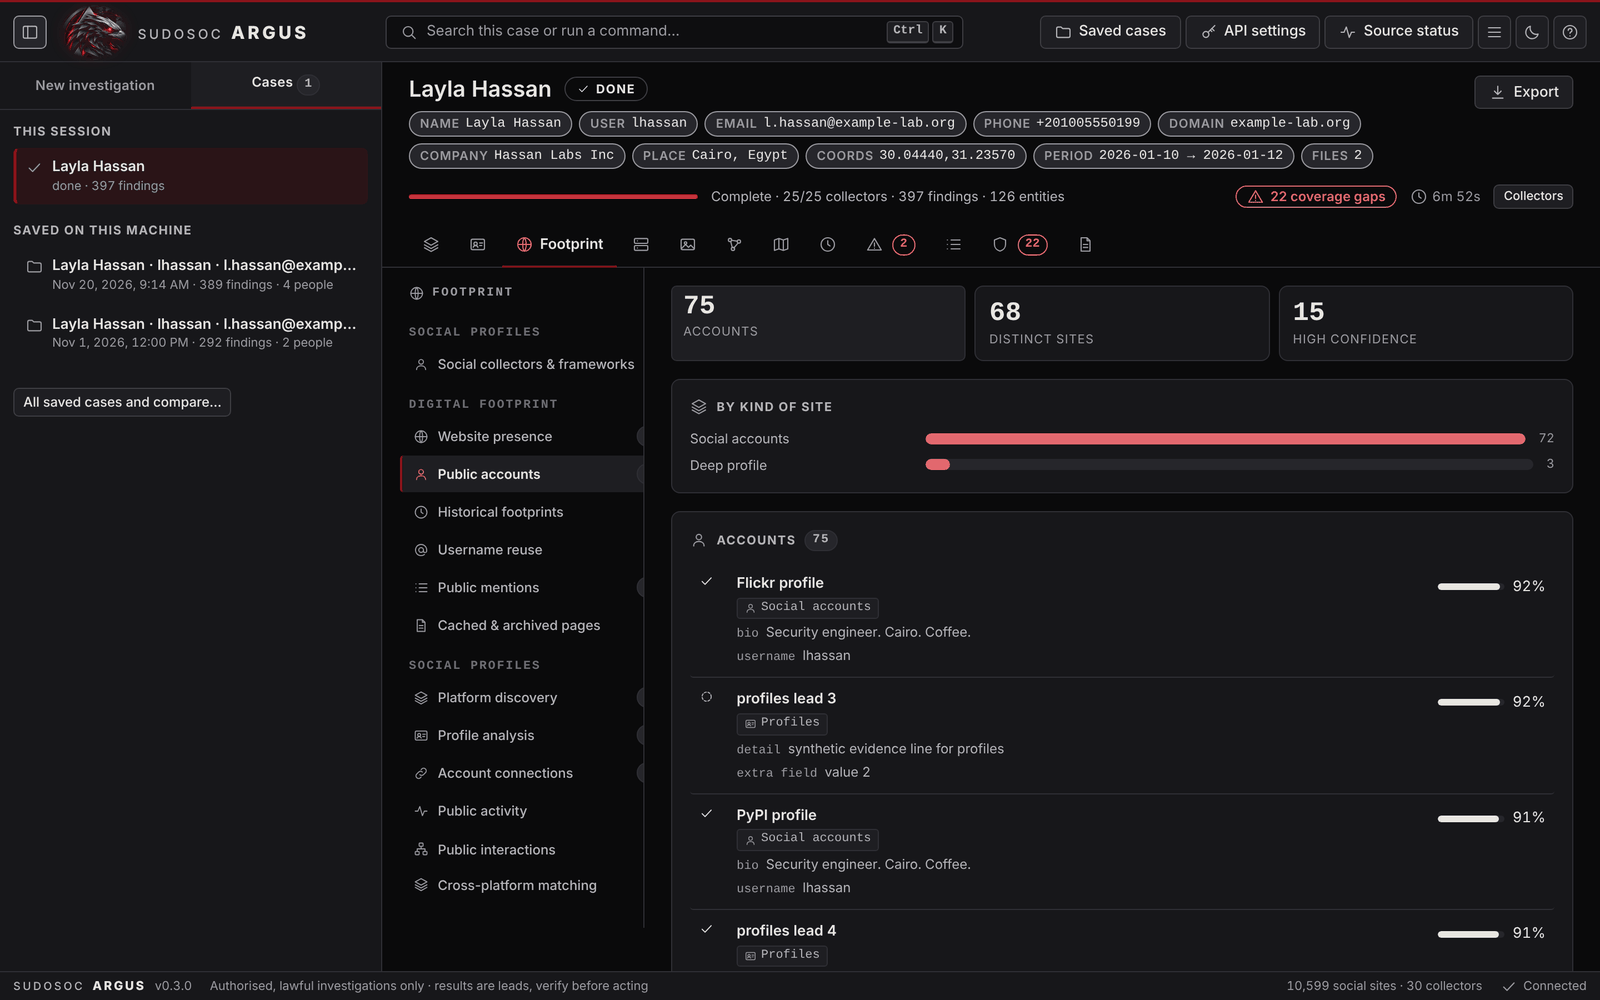 SUDOSOC ARGUS
Search this case or run a command...
Ctrl K
Saved cases
API settings
Source status
New investigation
Cases 1
THIS SESSION
Layla Hassan
done · 397 findings
SAVED ON THIS MACHINE
Layla Hassan · lhassan · l.hassan@examp...
Nov 20, 2026, 9:14 AM · 389 findings · 4 people
Layla Hassan · lhassan · l.hassan@examp...
Nov 1, 2026, 12:00 PM · 292 findings · 2 people
All saved cases and compare...
Layla Hassan
DONE
Export
NAME Layla Hassan
USER lhassan
EMAIL l.hassan@example-lab.org
PHONE +201005550199
DOMAIN example-lab.org
COMPANY Hassan Labs Inc
PLACE Cairo, Egypt
COORDS 30.04440,31.23570
PERIOD 2026-01-10 → 2026-01-12
FILES 2
Complete · 25/25 collectors · 397 findings · 126 entities
22 coverage gaps
6m 52s
Collectors
Footprint
2
22
FOOTPRINT
SOCIAL PROFILES
Social collectors & frameworks
DIGITAL FOOTPRINT
Website presence
Public accounts
Historical footprints
Username reuse
Public mentions
Cached & archived pages
SOCIAL PROFILES
Platform discovery
Profile analysis
Account connections
Public activity
Public interactions
Cross-platform matching
75
ACCOUNTS
68
DISTINCT SITES
15
HIGH CONFIDENCE
BY KIND OF SITE
Social accounts 72
Deep profile 3
ACCOUNTS 75
Flickr profile 92%
Social accounts
bio Security engineer. Cairo. Coffee.
username lhassan
profiles lead 3 92%
Profiles
detail synthetic evidence line for profiles
extra field value 2
PyPI profile 91%
Social accounts
bio Security engineer. Cairo. Coffee.
username lhassan
profiles lead 4 91%
Profiles
SUDOSOC ARGUS v0.3.0
Authorised, lawful investigations only · results are leads, verify before acting
10,599 social sites · 30 collectors
Connected